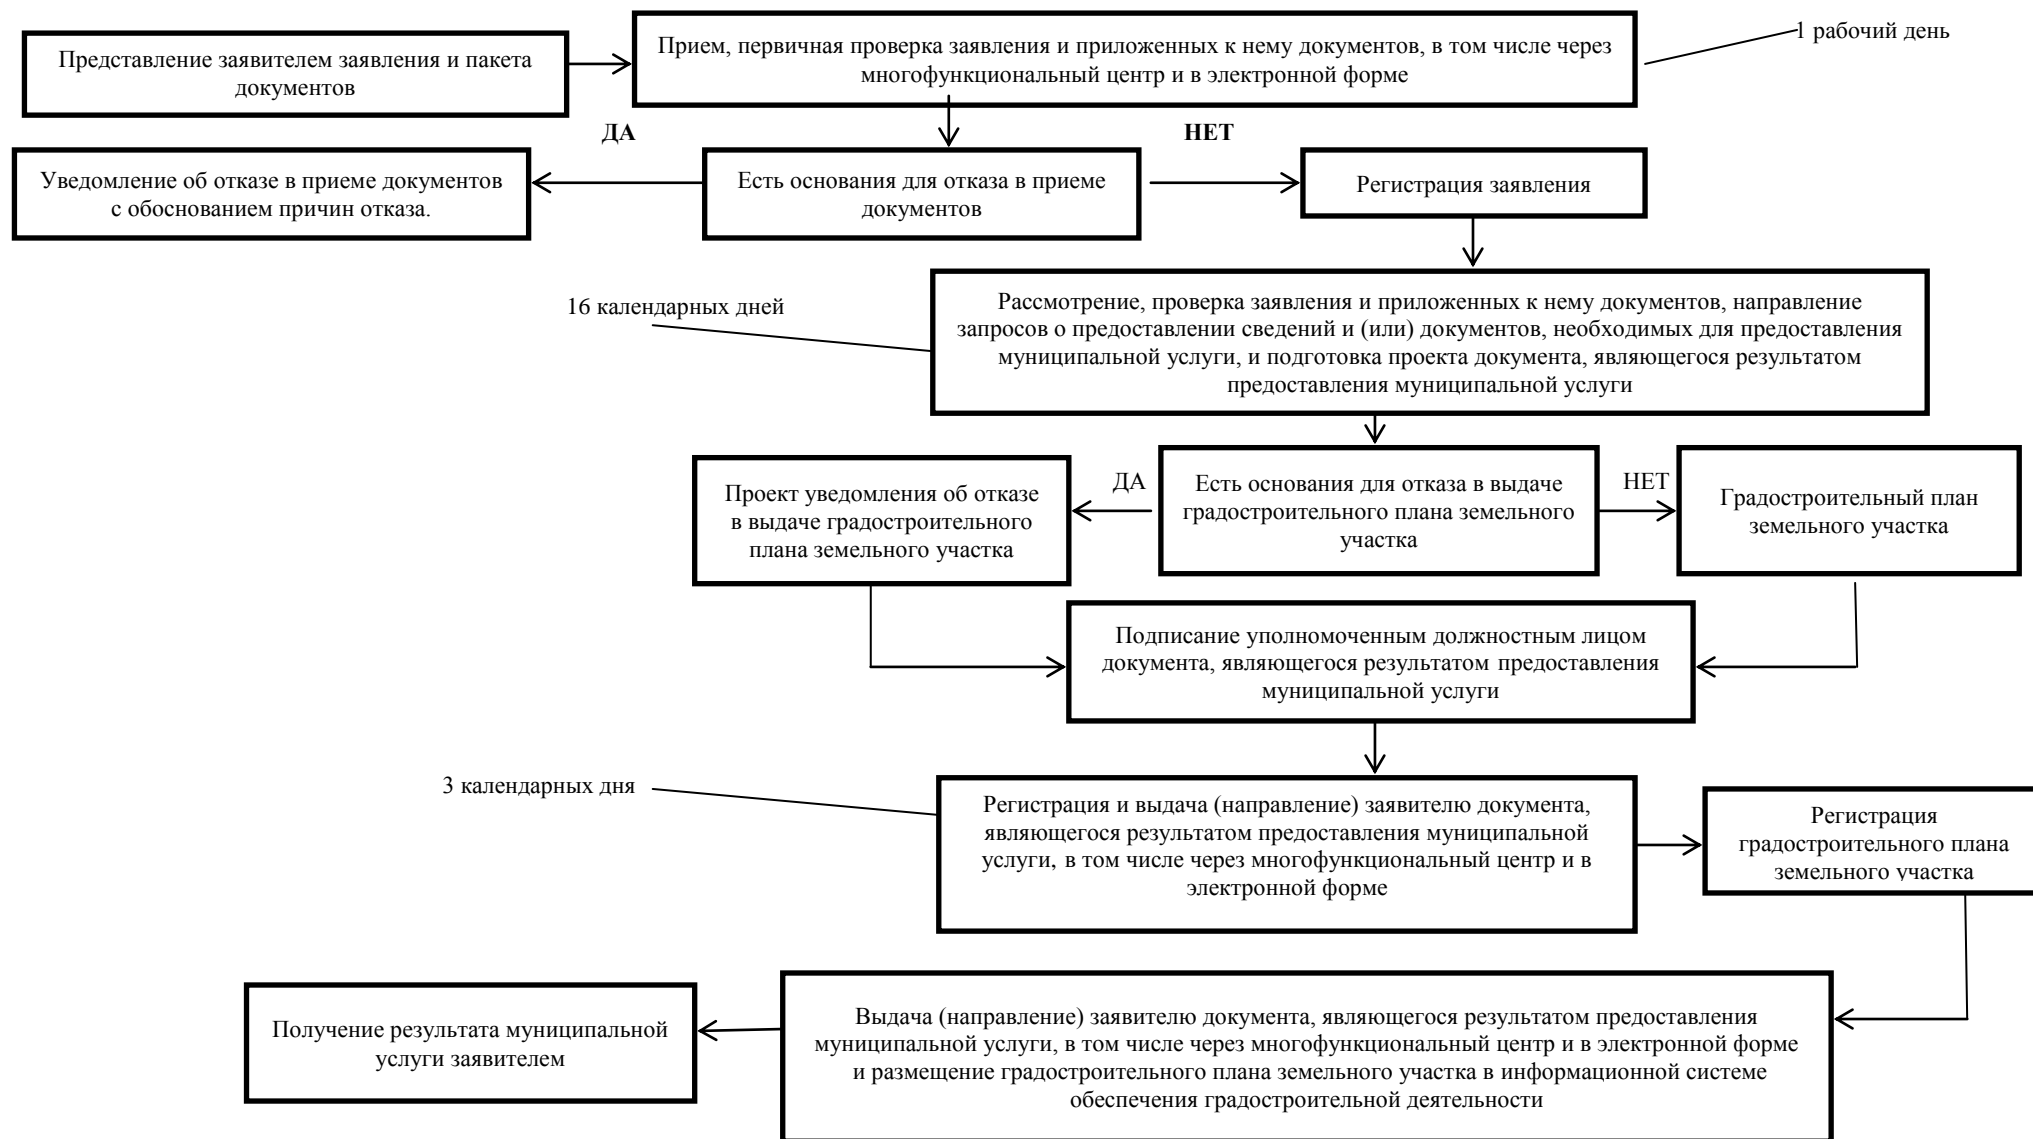 Представление заявителем заявления и пакета
документов
Прием, первичная проверка заявления и приложенных к нему документов, в том числе через
многофункциональный центр и в электронной форме
1 рабочий день
ДА
НЕТ
Уведомление об отказе в приеме документов
с обоснованием причин отказа.
Есть основания для отказа в приеме
документов
Регистрация заявления
16 календарных дней
Рассмотрение, проверка заявления и приложенных к нему документов, направление
запросов о предоставлении сведений и (или) документов, необходимых для предоставления
муниципальной услуги, и подготовка проекта документа, являющегося результатом
предоставления муниципальной услуги
Проект уведомления об отказе
в выдаче градостроительного
плана земельного участка
ДА
Есть основания для отказа в выдаче
градостроительного плана земельного
участка
НЕТ
Градостроительный план
земельного участка
Подписание уполномоченным должностным лицом
документа, являющегося результатом предоставления
муниципальной услуги
3 календарных дня
Регистрация и выдача (направление) заявителю документа,
являющегося результатом предоставления муниципальной
услуги, в том числе через многофункциональный центр и в
электронной форме
Регистрация
градостроительного плана
земельного участка
Получение результата муниципальной
услуги заявителем
Выдача (направление) заявителю документа, являющегося результатом предоставления
муниципальной услуги, в том числе через многофункциональный центр и в электронной форме
и размещение градостроительного плана земельного участка в информационной системе
обеспечения градостроительной деятельности